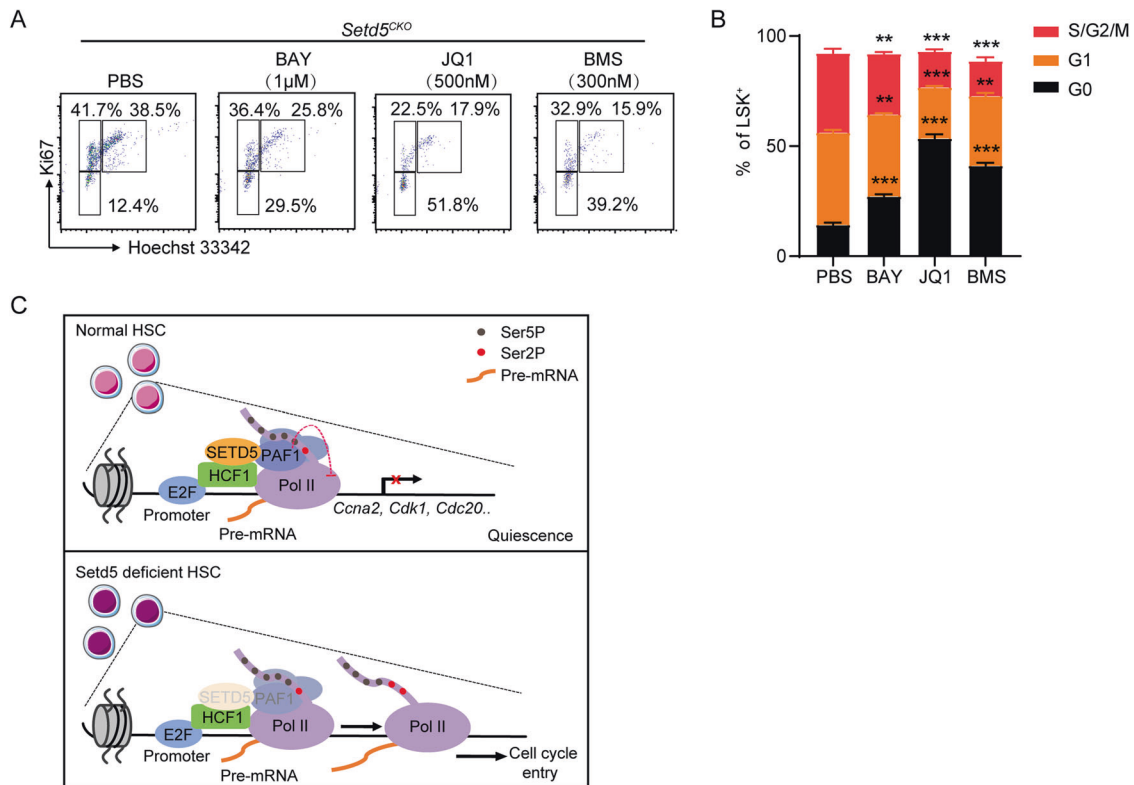 A
Setd5CKO
PBS
BAY
(1μM)
JQ1
(500nM)
BMS
(300nM)
41.7% 38.5%
12.4%
36.4% 25.8%
29.5%
22.5% 17.9%
51.8%
32.9% 15.9%
39.2%
Ki67
Hoechst 33342
B
% of LSK+
100
50
0
** *** ***
** *** **
*** *** ***
PBS BAY JQ1 BMS
S/G2/M
G1
G0
C
Normal HSC
Ser5P
Ser2P
Pre-mRNA
SETD5
PAF1
HCF1
E2F
Pol II
x
Promoter
Ccna2, Cdk1, Cdc20..
Pre-mRNA
Quiescence
Setd5 deficient HSC
SETD5
PAF1
HCF1
E2F
Pol II
Pol II
Promoter
Pre-mRNA
Cell cycle
entry